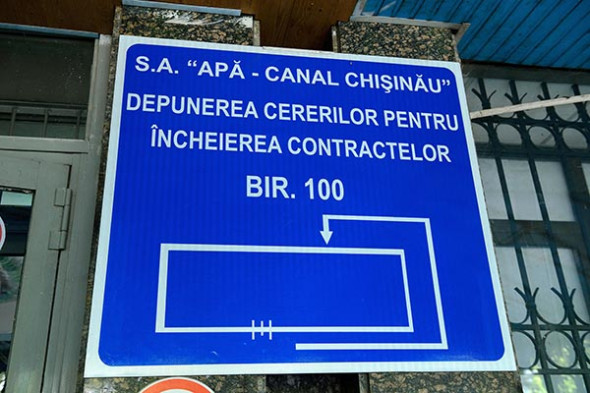 S.A. "APĂ - CANAL CHIŞINĂU"
DEPUNEREA CERERILOR PENTRU
ÎNCHEIEREA CONTRACTELOR
BIR. 100